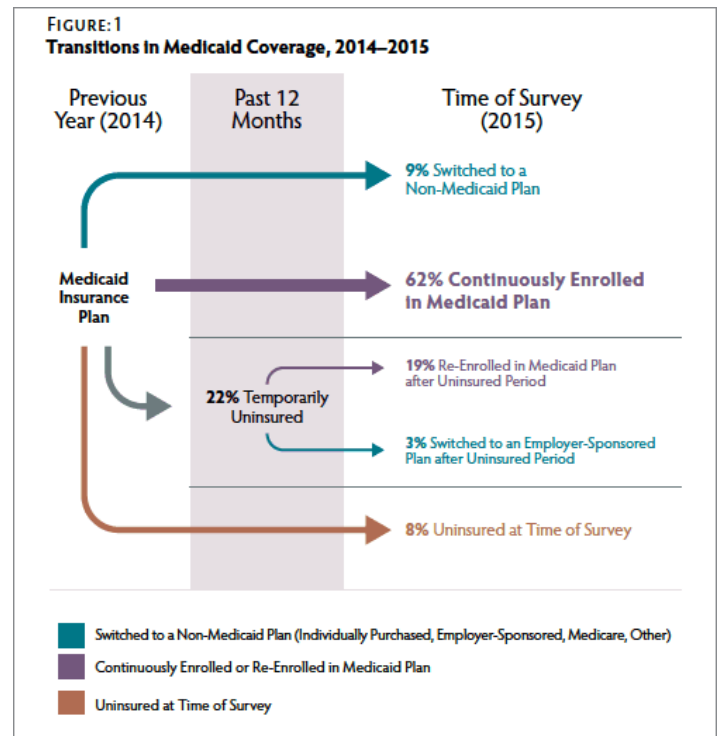 FIGURE:1
Transitions in Medicaid Coverage, 2014–2015
Previous
Year (2014)
Past 12
Months
Time of Survey
(2015)
9% Switched to a
Non-Medicaid Plan
Medicaid
Insurance
Plan
62% Continuously Enrolled
in Medicaid Plan
22% Temporarily
Uninsured
19% Re-Enrolled in Medicaid Plan
after Uninsured Period
3% Switched to an Employer-Sponsored
Plan after Uninsured Period
8% Uninsured at Time of Survey
Switched to a Non-Medicaid Plan (Individually Purchased, Employer-Sponsored, Medicare, Other)
Continuously Enrolled or Re-Enrolled in Medicaid Plan
Uninsured at Time of Survey